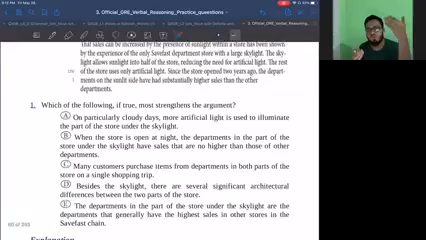 3. Official_GRE_Verbal_Reasoning_Practice_questions
That sales can be increased by the presence of sunlight within a store has been shown
by the experience of the only Savefast department store with a large skylight. The sky-
light allows sunlight into half of the store, reducing the need for artificial light. The rest
Line of the store uses only artificial light. Since the store opened two years ago, the depart-
5 ments on the sunlit side have had substantially higher sales than the other
departments.
1. Which of the following, if true, most strengthens the argument?
A On particularly cloudy days, more artificial light is used to illuminate
the part of the store under the skylight.
B When the store is open at night, the departments in the part of the
store under the skylight have sales that are no higher than those of other
departments.
C Many customers purchase items from departments in both parts of the
store on a single shopping trip.
D Besides the skylight, there are several significant architectural
differences between the two parts of the store.
E The departments in the part of the store under the skylight are the
departments that generally have the highest sales in other stores in the
Savefast chain.
Explanation